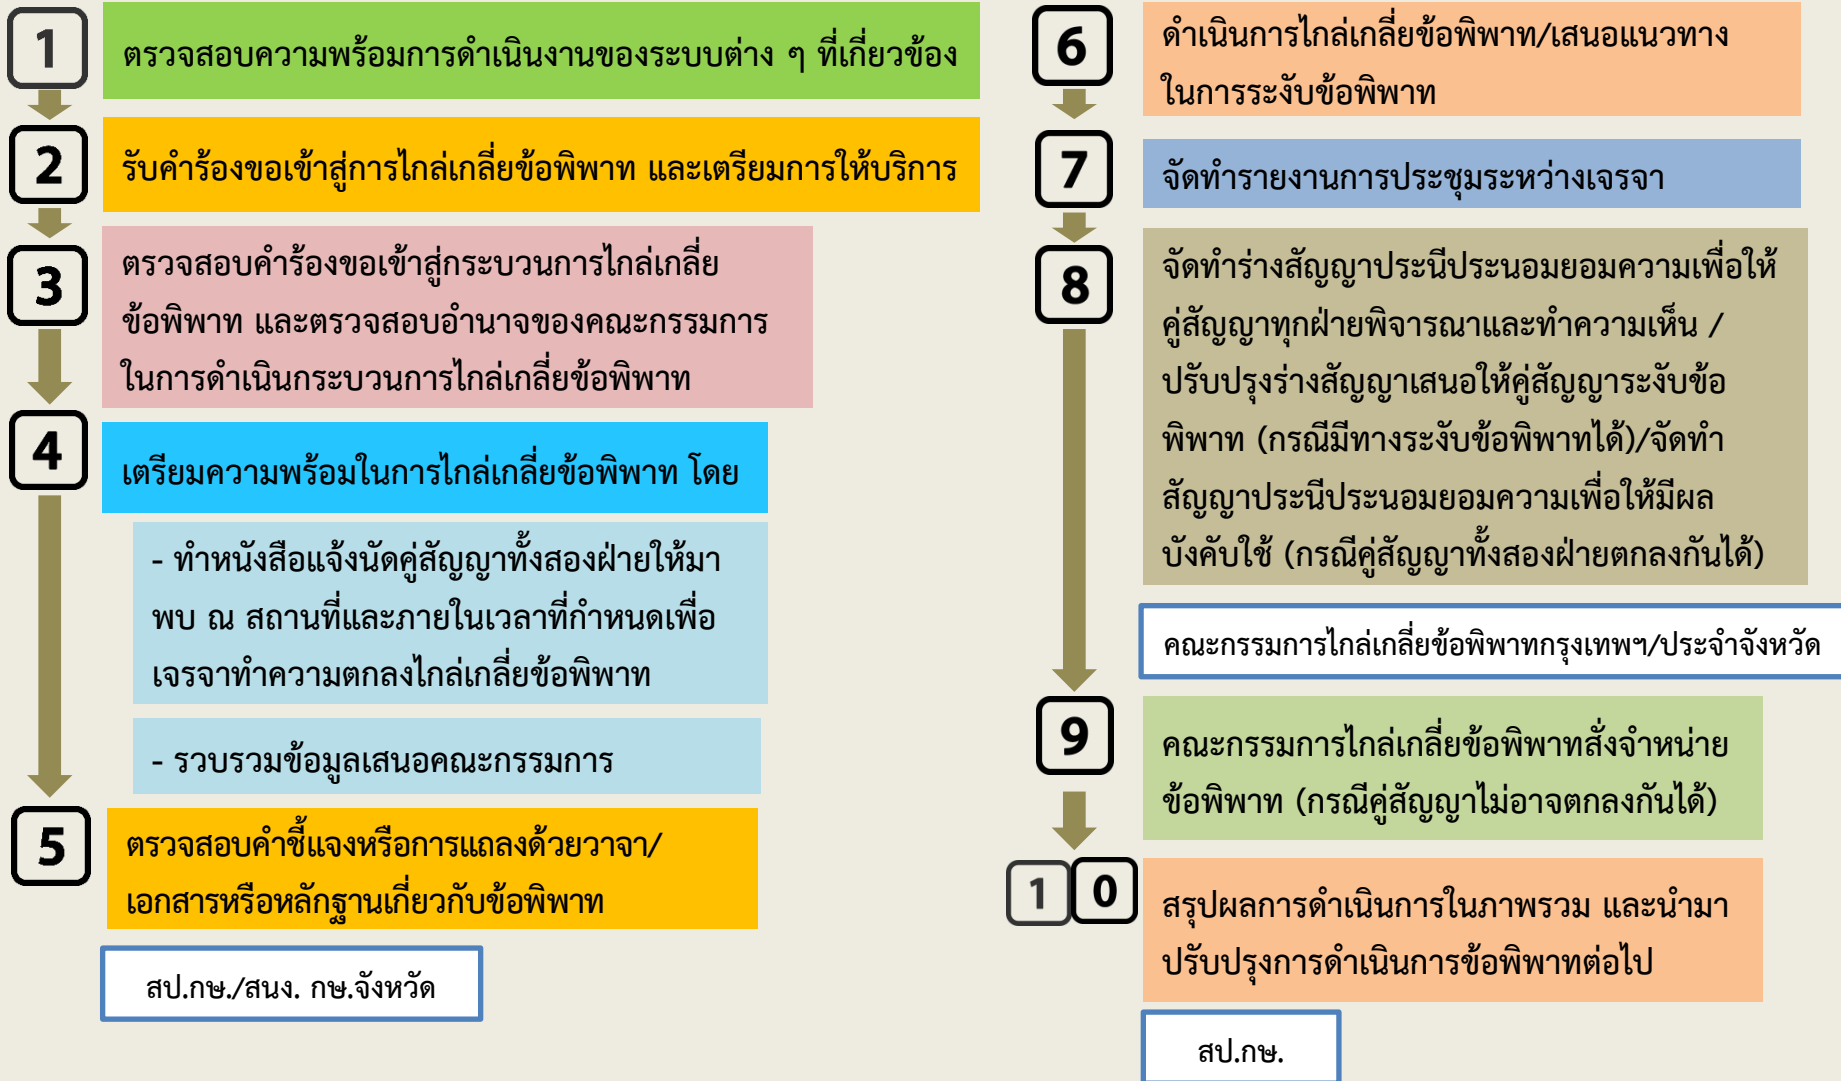 1
ตรวจสอบความพร้อมการดำเนินงานของระบบต่าง ๆ ที่เกี่ยวข้อง
2
รับคำร้องขอเข้าสู่การไกล่เกลี่ยข้อพิพาท และเตรียมการให้บริการ
3
ตรวจสอบคำร้องขอเข้าสู่กระบวนการไกล่เกลี่ย
ข้อพิพาท และตรวจสอบอำนาจของคณะกรรมการ
ในการดำเนินกระบวนการไกล่เกลี่ยข้อพิพาท
4
เตรียมความพร้อมในการไกล่เกลี่ยข้อพิพาท โดย
- ทำหนังสือแจ้งนัดคู่สัญญาทั้งสองฝ่ายให้มา
พบ ณ สถานที่และภายในเวลาที่กำหนดเพื่อ
เจรจาทำความตกลงไกล่เกลี่ยข้อพิพาท
- รวบรวมข้อมูลเสนอคณะกรรมการ
5
ตรวจสอบคำชี้แจงหรือการแถลงด้วยวาจา/
เอกสารหรือหลักฐานเกี่ยวกับข้อพิพาท
สป.กษ./สนง. กษ.จังหวัด
6
ดำเนินการไกล่เกลี่ยข้อพิพาท/เสนอแนวทาง
ในการระงับข้อพิพาท
7
จัดทำรายงานการประชุมระหว่างเจรจา
8
จัดทำร่างสัญญาประนีประนอมยอมความเพื่อให้
คู่สัญญาทุกฝ่ายพิจารณาและทำความเห็น /
ปรับปรุงร่างสัญญาเสนอให้คู่สัญญาระงับข้อ
พิพาท (กรณีมีทางระงับข้อพิพาทได้)/จัดทำ
สัญญาประนีประนอมยอมความเพื่อให้มีผล
บังคับใช้ (กรณีคู่สัญญาทั้งสองฝ่ายตกลงกันได้)
คณะกรรมการไกล่เกลี่ยข้อพิพาทกรุงเทพฯ/ประจำจังหวัด
9
คณะกรรมการไกล่เกลี่ยข้อพิพาทสั่งจำหน่าย
ข้อพิพาท (กรณีคู่สัญญาไม่อาจตกลงกันได้)
10
สรุปผลการดำเนินการในภาพรวม และนำมา
ปรับปรุงการดำเนินการข้อพิพาทต่อไป
สป.กษ.